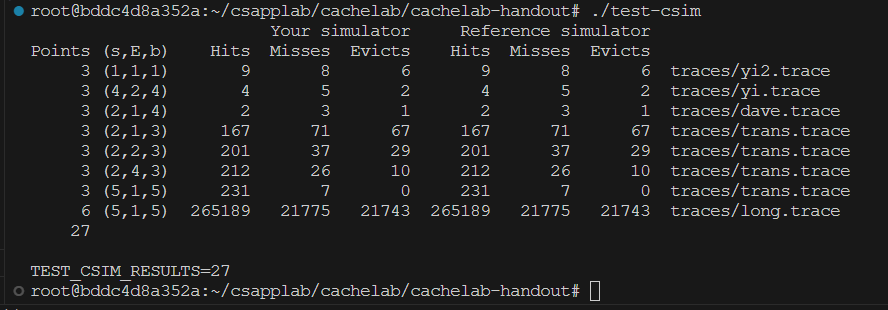 root@bddc4d8a352a:~/csapplab/cachelab/cachelab-handout# ./test-csim
Your simulator Reference simulator
Points (s,E,b) Hits Misses Evicts Hits Misses Evicts
3 (1,1,1) 9 8 6 9 8 6 traces/yi2.trace
3 (4,2,4) 4 5 2 4 5 2 traces/yi.trace
3 (2,1,4) 2 3 1 2 3 1 traces/dave.trace
3 (2,1,3) 167 71 67 167 71 67 traces/trans.trace
3 (2,2,3) 201 37 29 201 37 29 traces/trans.trace
3 (2,4,3) 212 26 10 212 26 10 traces/trans.trace
3 (5,1,5) 231 7 0 231 7 0 traces/trans.trace
6 (5,1,5) 265189 21775 21743 265189 21775 21743 traces/long.trace
27
TEST_CSIM_RESULTS=27
root@bddc4d8a352a:~/csapplab/cachelab/cachelab-handout#